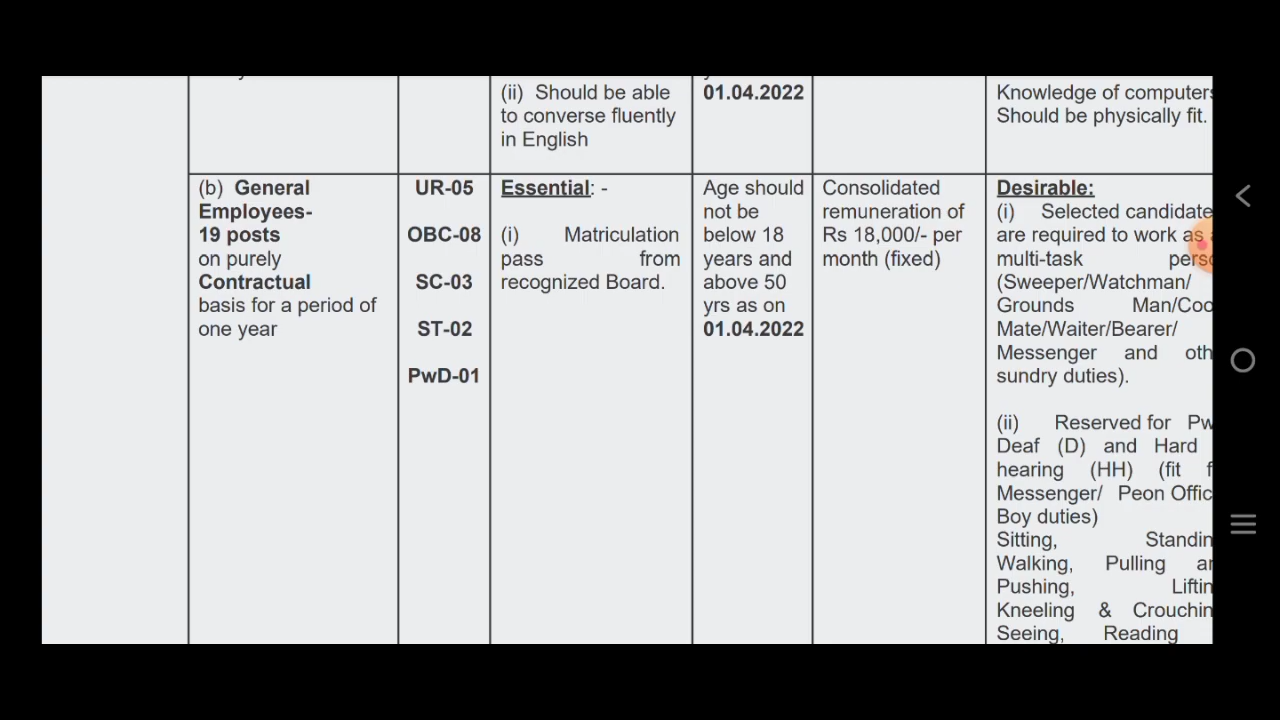 (ii) Should be able
to converse fluently
in English
01.04.2022
Knowledge of computers
Should be physically fit.
(b) General
Employees-
19 posts
on purely
Contractual
basis for a period of
one year
UR-05
OBC-08
SC-03
ST-02
PwD-01
Essential: -
(i) Matriculation
pass from
recognized Board.
Age should
not be
below 18
years and
above 50
yrs as on
01.04.2022
Consolidated
remuneration of
Rs 18,000/- per
month (fixed)
Desirable:
(i) Selected candidate
are required to work as
multi-task
(Sweeper/Watchman/
Grounds Man/
Mate/Waiter/Bearer/
Messenger and
sundry duties).
(ii) Reserved for
Deaf (D) and Hard
hearing (HH) (fit
Messenger/ Peon
Boy duties)
Sitting,
Walking, Pulling
Pushing,
Kneeling &
Seeing, Reading